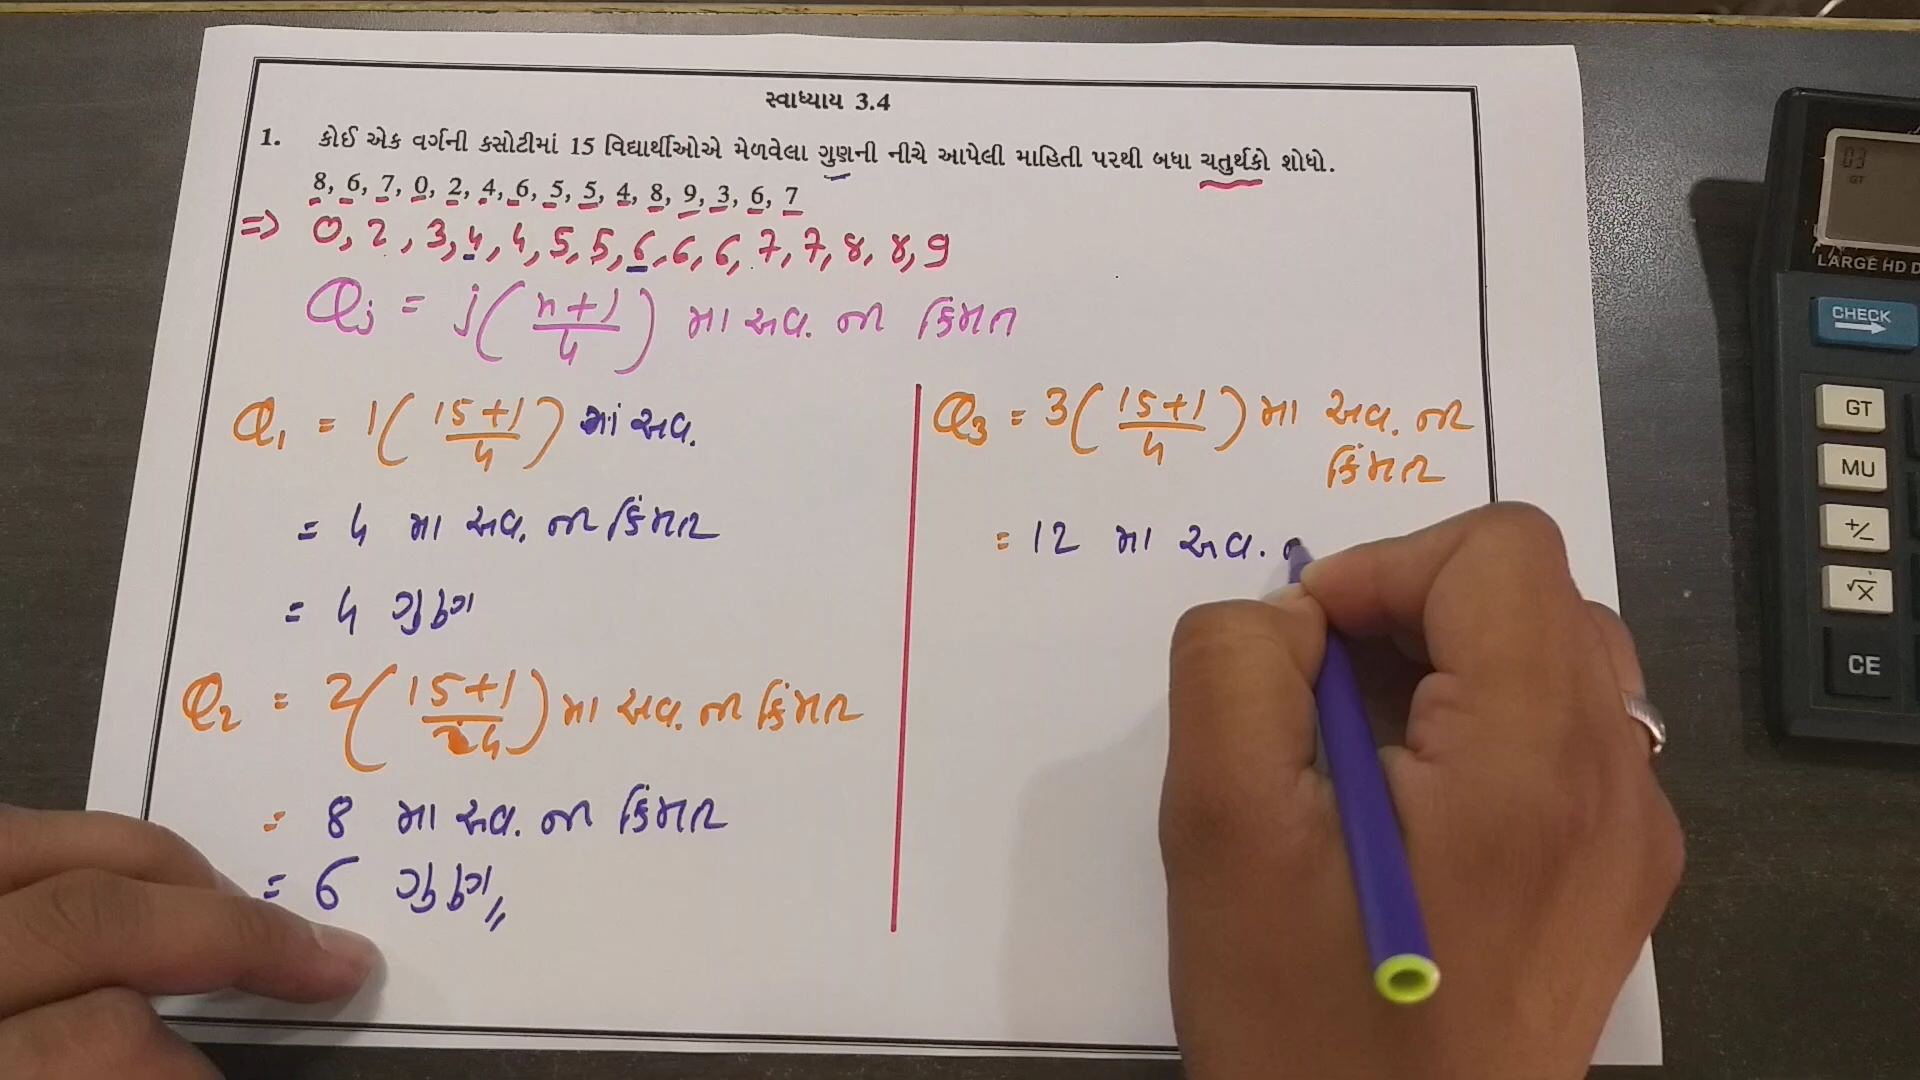 સ્વાધ્યાય 3.4
1. કોઈ એક વર્ગની કસોટીમાં 15 વિદ્યાર્થીઓએ મેળવેલા ગુણની નીચે આપેલી માહિતી પરથી બધા ચતુર્થકો શોધો.
8, 6, 7, 0, 2, 4, 6, 5, 5, 4, 8, 9, 3, 6, 7
=> 0, 2, 3, 4, 4, 5, 5, 6, 6, 6, 7, 7, 8, 8, 9
Qj = j(n+1/4) મા અવ. ની કિંમત
Q1 = 1(15+1/4) માં અવ.
= 4 મા અવ. ની કિંમત
= 4 ગુણ
Q2 = 2(15+1/4) મા અવ. ની કિંમત
= 8 મા અવ. ની કિંમત
= 6 ગુણ
Q3 = 3(15+1/4) મા અવ. ની
કિંમત
= 12 મા અવ.
03
GT
LARGE HD D
CHECK
GT
MU
+/-
√X
CE